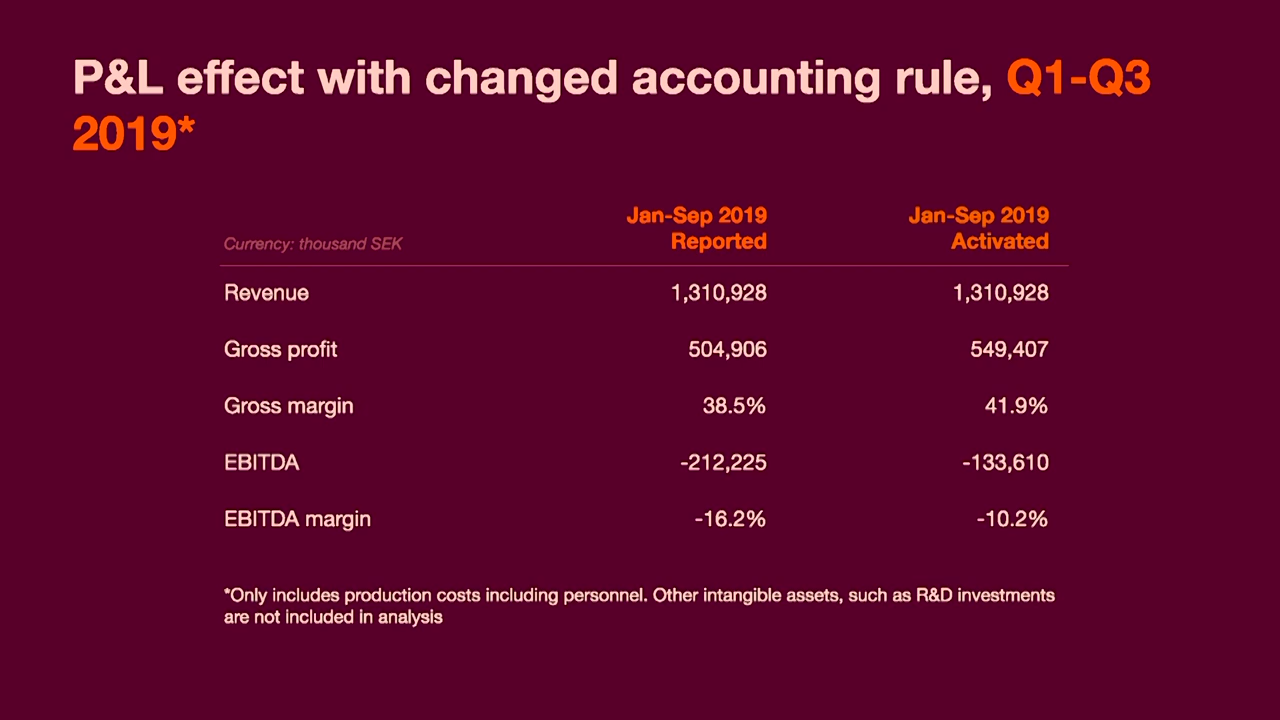 P&L effect with changed accounting rule, Q1-Q3
2019*
Jan-Sep 2019 Jan-Sep 2019
Currency: thousand SEK Reported Activated
Revenue 1,310,928 1,310,928
Gross profit 504,906 549,407
Gross margin 38.5% 41.9%
EBITDA -212,225 -133,610
EBITDA margin -16.2% -10.2%
*Only includes production costs including personnel. Other intangible assets, such as R&D investments
are not included in analysis